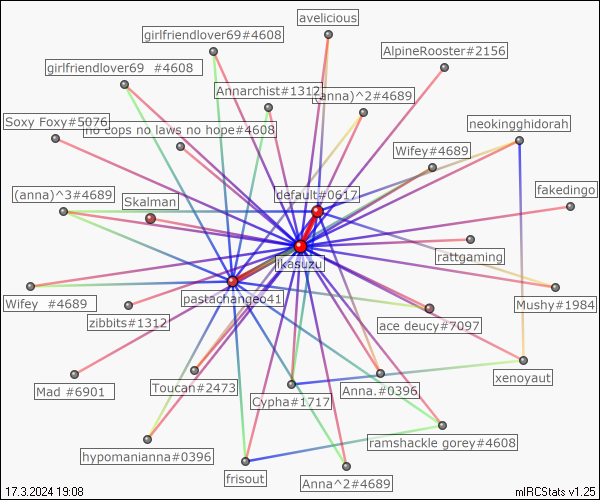 avelicious
girlfriendlover69#4608
AlpineRooster#2156
girlfriendlover69 #4608
Annarchist#1312
(anna)^2#4689
Soxy Foxy#5076
no cops no laws no hope#4608
neokingghidorah
Wifey#4689
(anna)^3#4689
Skalman
default#0617
fakedingo
rattgaming
ikasuzu
Wifey #4689
pastachangeo41
Mushy#1984
zibbits#1312
ace deucy#7097
Mad #6901
Toucan#2473
Cypha#1717
Anna.#0396
xenoyaut
hypomanianna#0396
ramshackle gorey#4608
frisout
Anna^2#4689
17.3.2024 19:08
mIRCStats v1.25